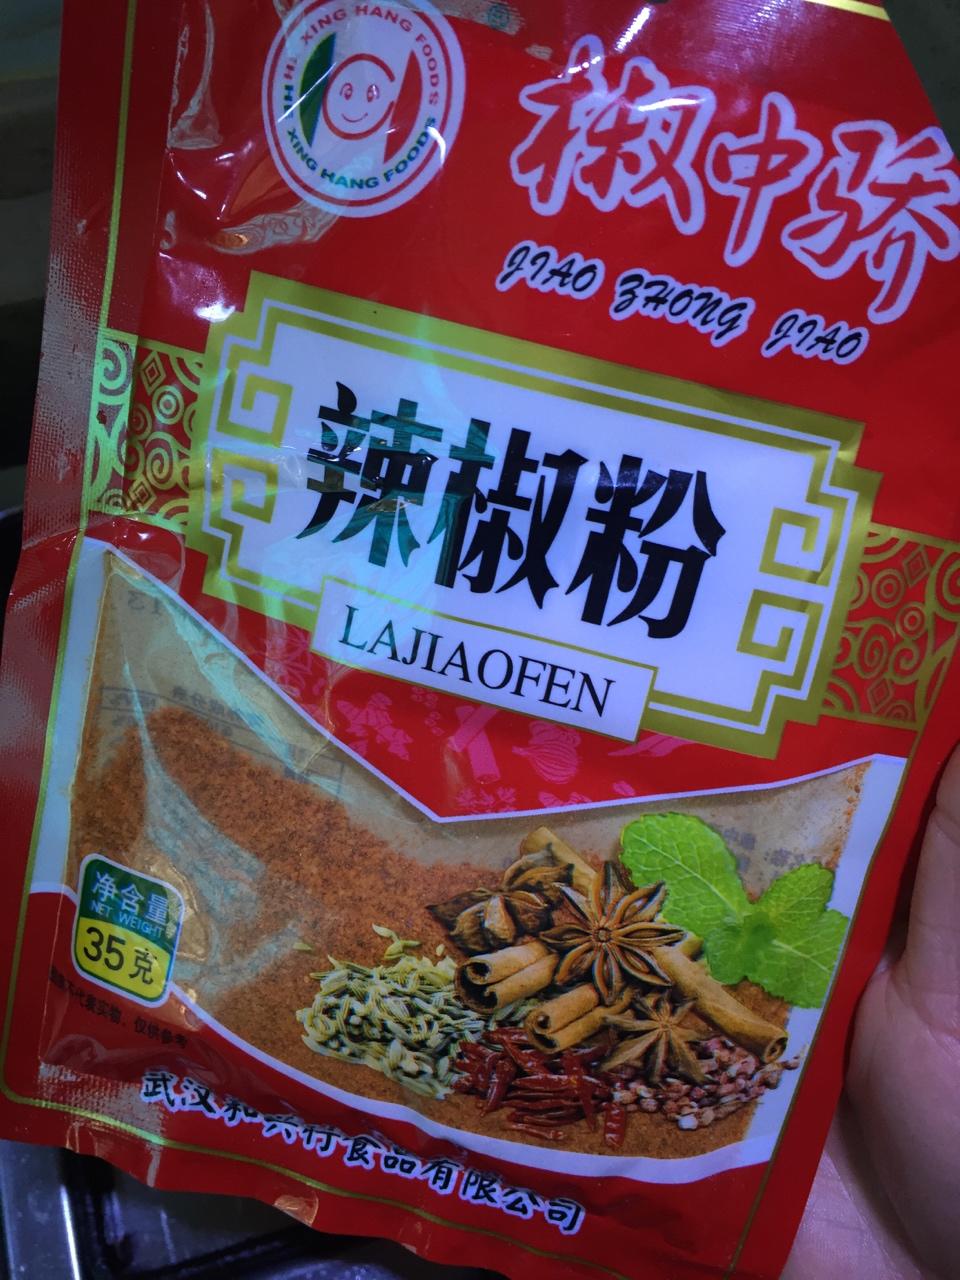 XING HANG FOODS
XING HANG FOODS
椒中骄
JIAO ZHONG JIAO
辣椒粉
LAJIAOFEN
净含量
NET WEIGHT
35克
武汉和兴行食品有限公司